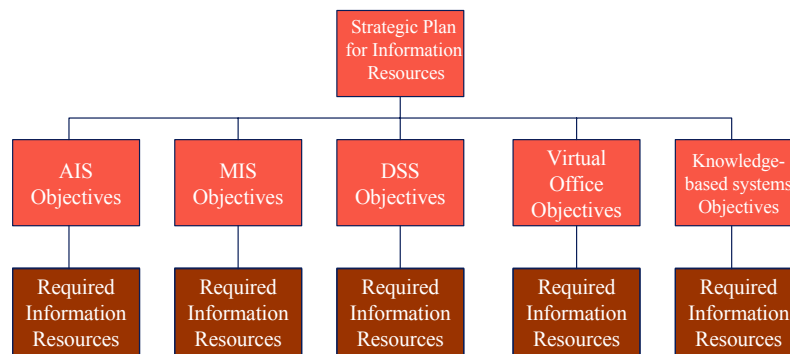 Strategic Plan
for Information
Resources
AIS
Objectives
MIS
Objectives
DSS
Objectives
Virtual
Office
Objectives
Knowledge-
based systems
Objectives
Required
Information
Resources
Required
Information
Resources
Required
Information
Resources
Required
Information
Resources
Required
Information
Resources